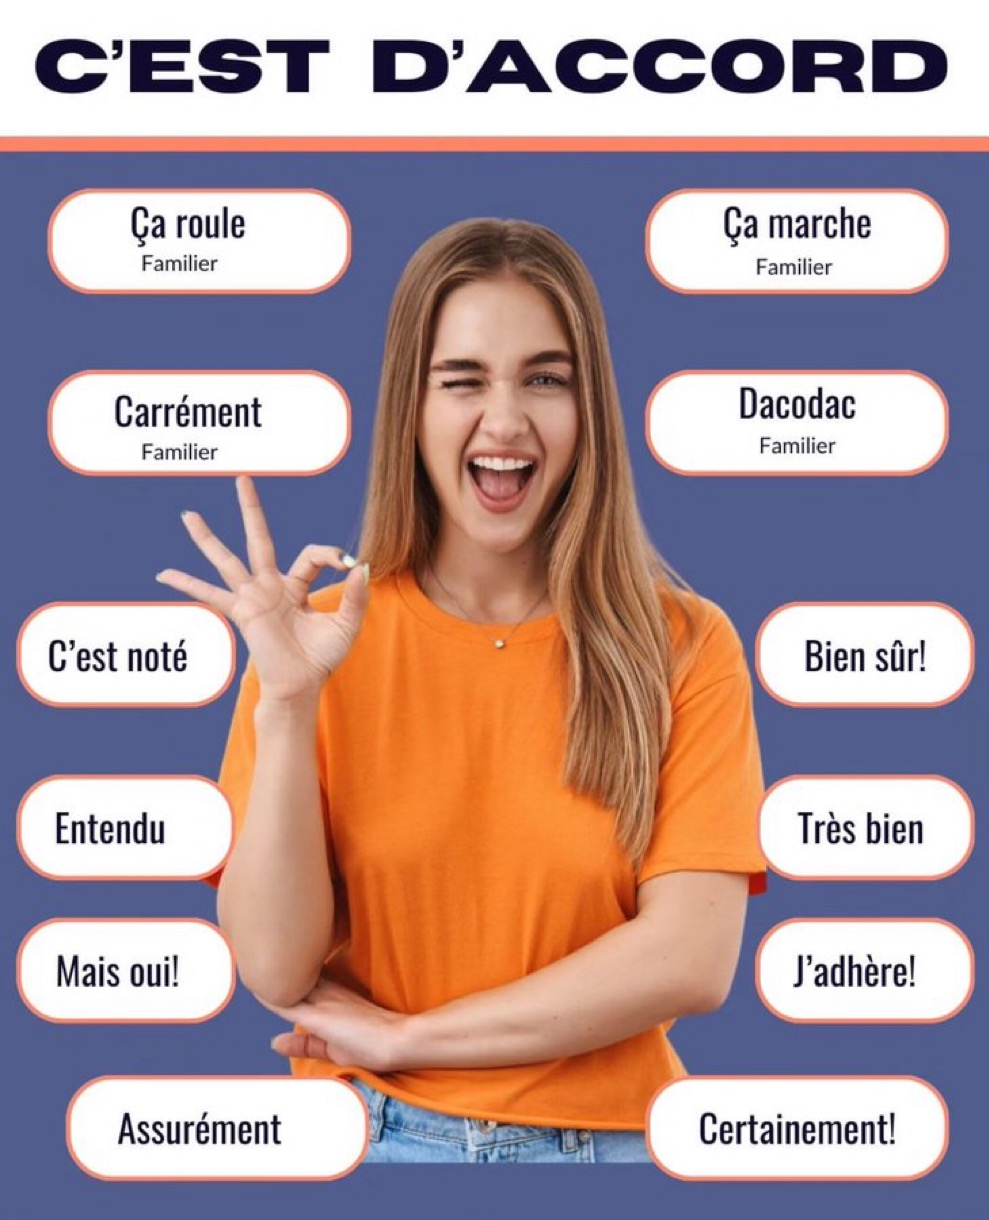 C'EST D'ACCORD
Ça roule
Familier
Ça marche
Familier
Carrément
Familier
Dacodac
Familier
C'est noté
Bien sûr!
Entendu
Très bien
Mais oui!
J'adhère!
Assurément
Certainement!